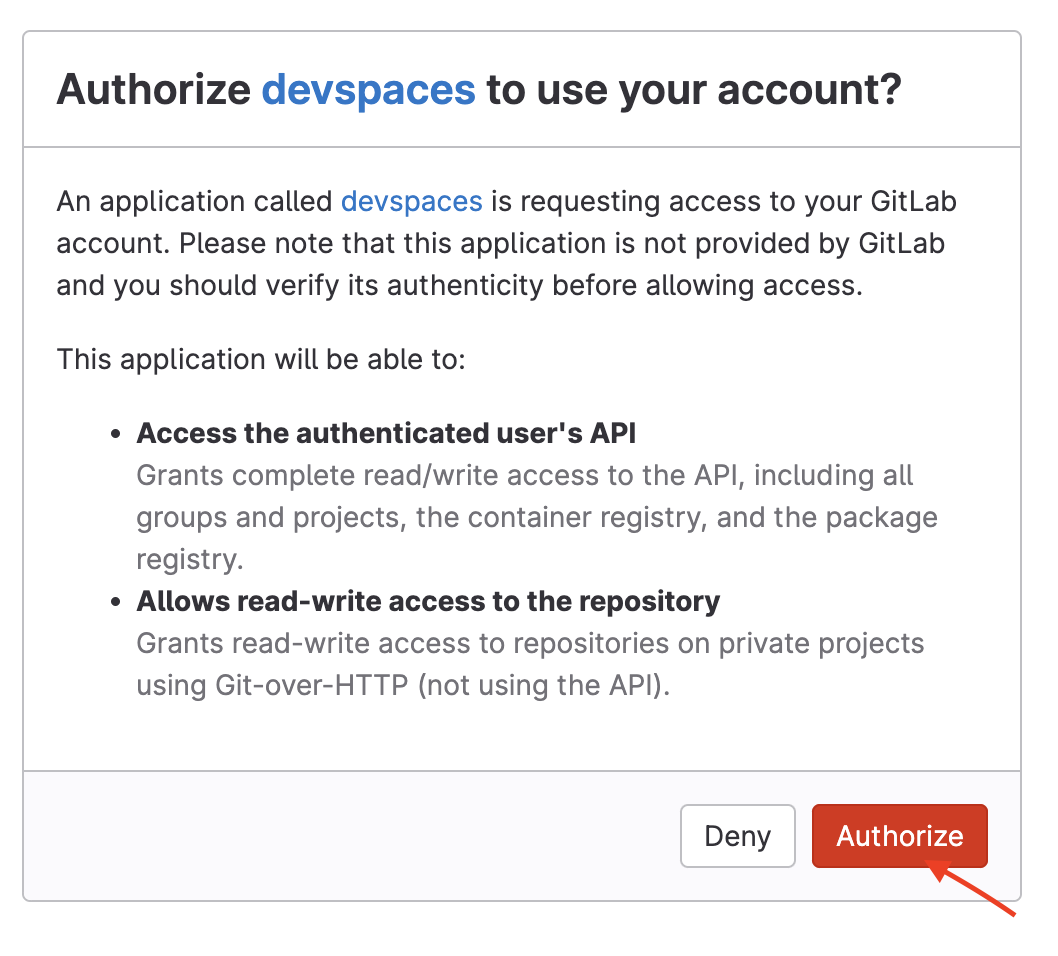 Authorize devspaces to use your account?
An application called devspaces is requesting access to your GitLab
account. Please note that this application is not provided by GitLab
and you should verify its authenticity before allowing access.
This application will be able to:
• Access the authenticated user's API
Grants complete read/write access to the API, including all
groups and projects, the container registry, and the package
registry.
• Allows read-write access to the repository
Grants read-write access to repositories on private projects
using Git-over-HTTP (not using the API).
Deny Authorize